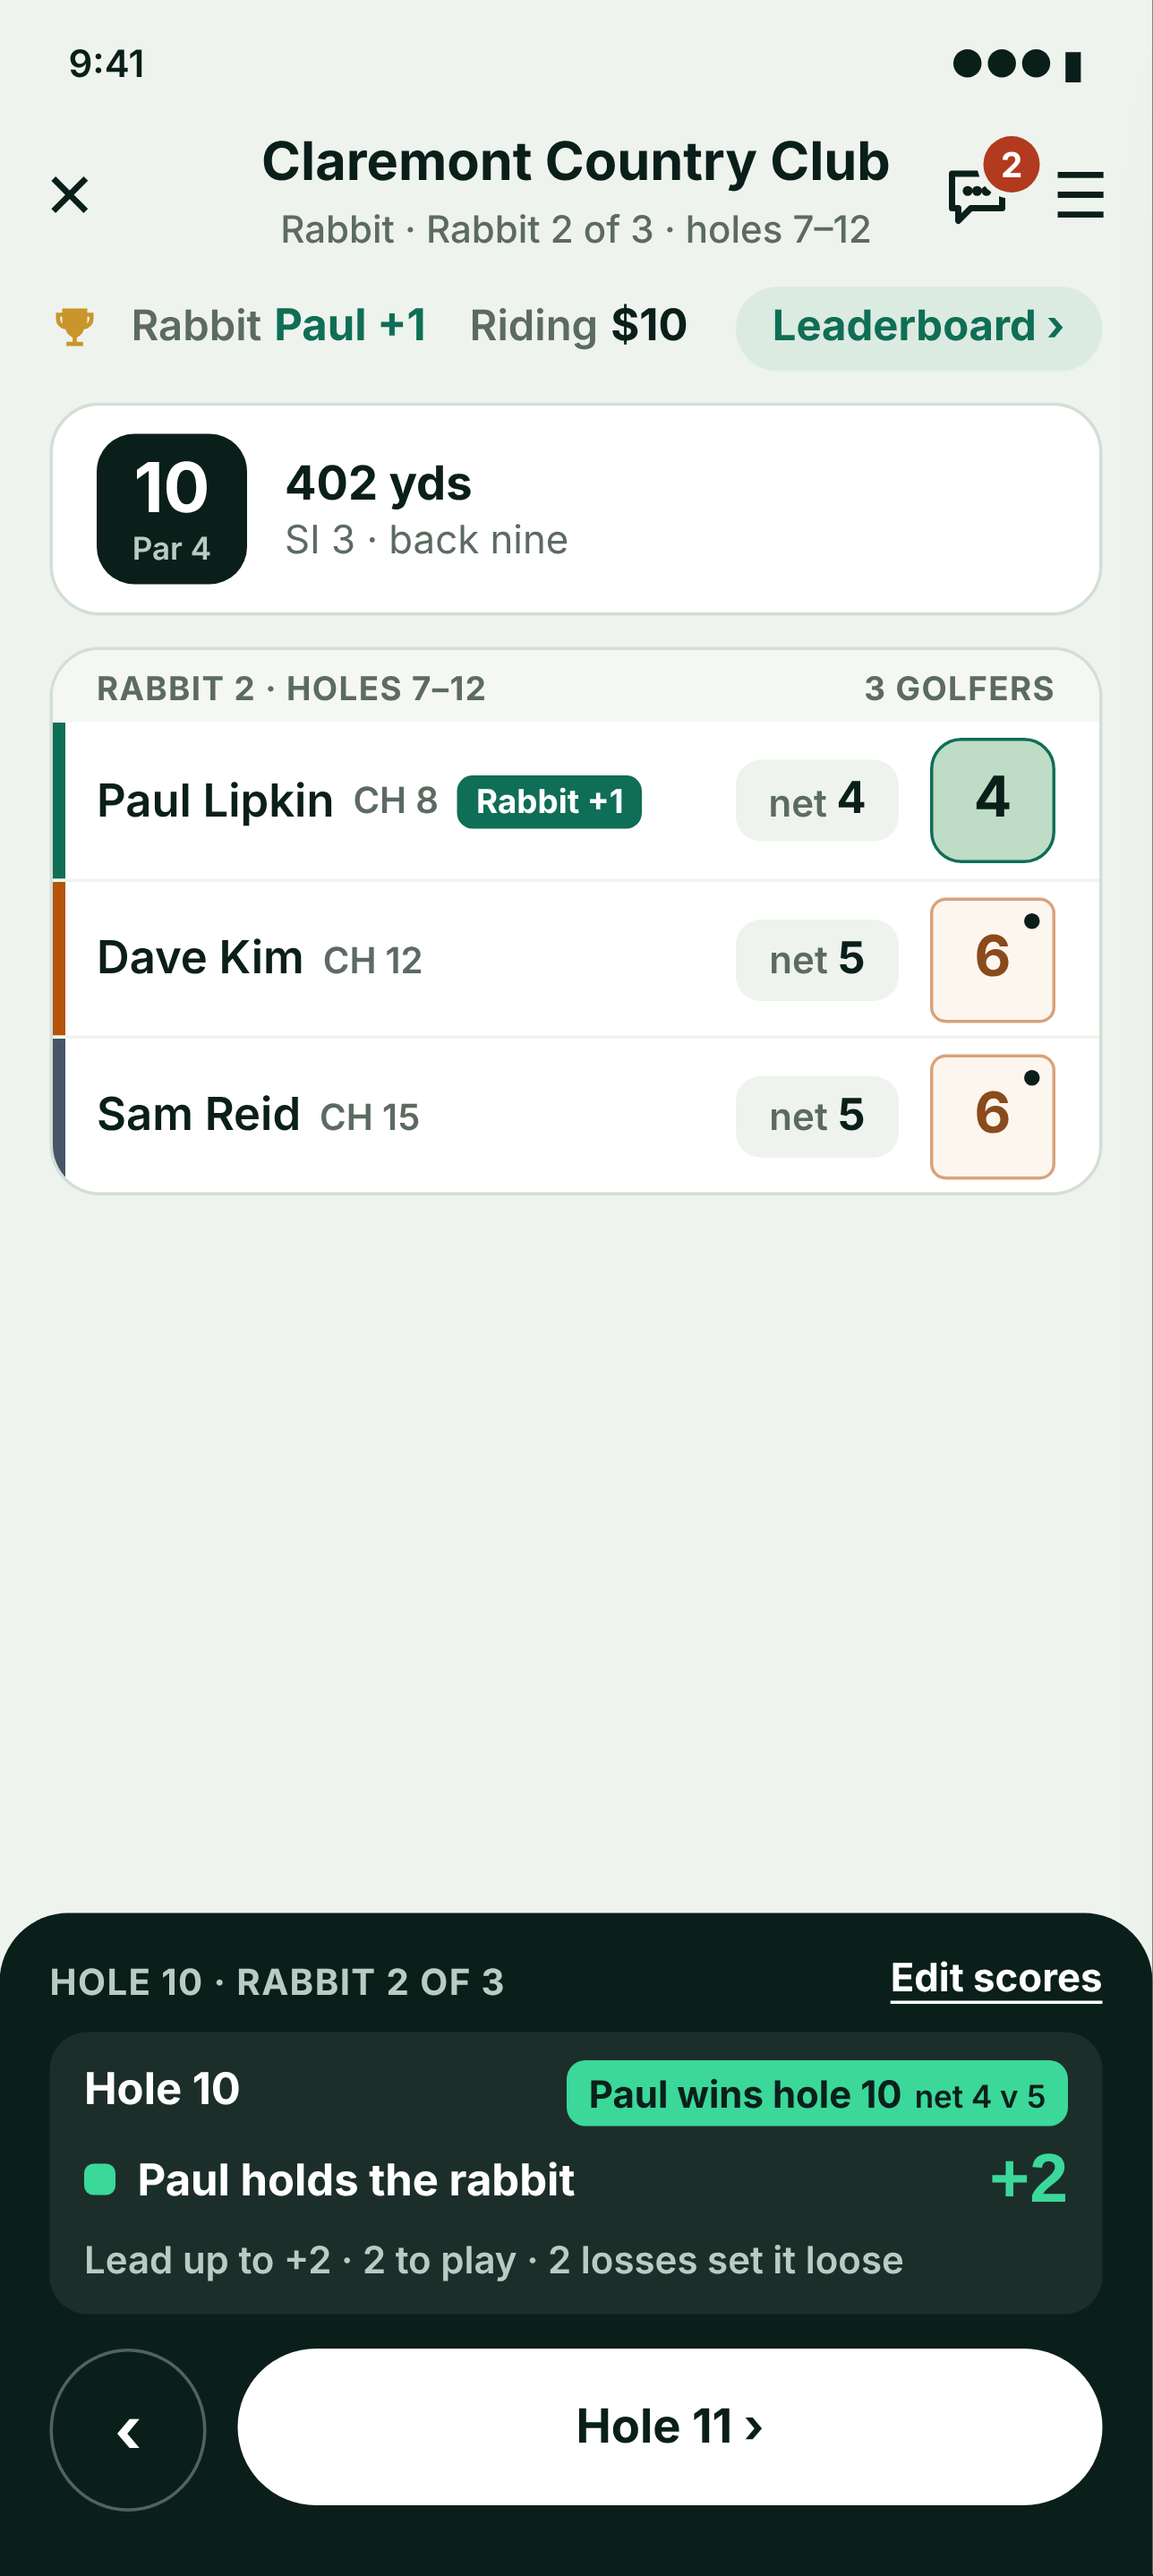 9:41
Claremont Country Club
2
Rabbit · Rabbit 2 of 3 · holes 7–12
Rabbit Paul +1 Riding $10 Leaderboard ›
10
Par 4
402 yds
SI 3 · back nine
RABBIT 2 · HOLES 7–12 3 GOLFERS
Paul Lipkin CH 8 Rabbit +1 net 4 4
Dave Kim CH 12 net 5 6
Sam Reid CH 15 net 5 6
HOLE 10 · RABBIT 2 OF 3 Edit scores
Hole 10 Paul wins hole 10 net 4 v 5
Paul holds the rabbit +2
Lead up to +2 · 2 to play · 2 losses set it loose
‹ Hole 11 ›